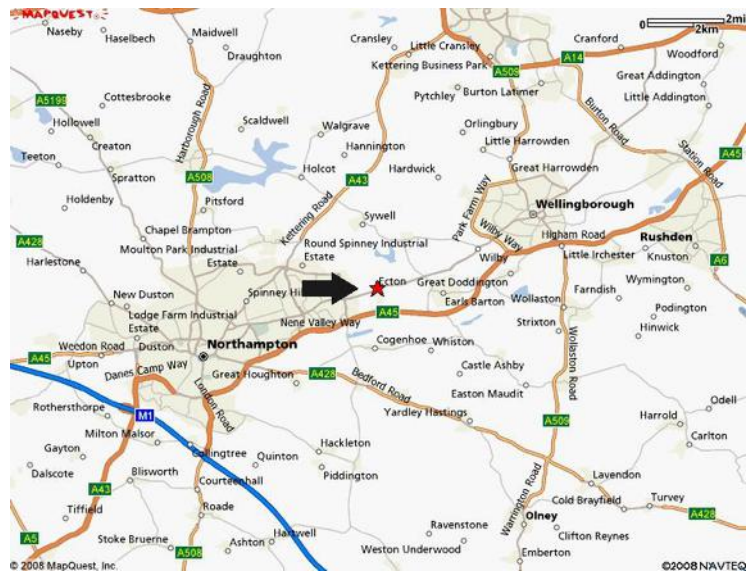 MAPQUEST
Naseby
Haselbech
Maidwell
Draughton
Cransley
Little Cransley
Kettering Business Park
A509
A14
Cranford
0 2mi
2km
Woodford
Great Addington
Little Addington
Burton Latimer
Pytchley
A5199
Cottesbrooke
Hollowell
Creaton
Teeton
Spratton
Harborough Road
Scaldwell
Walgrave
Hannington
Orlingbury
Little Harrowden
Burton Road
A45
Station Road
A508
Holcot
A43
Hardwick
Great Harrowden
Holdenby
Pitsford
Kettering Road
Sywell
Park Farm Way
Wellingborough
A428
Chapel Brampton
Moulton Park Industrial
Estate
Round Spinney Industrial
Estate
Wilby Way
Wilby
Higham Road
Little Irchester
Rushden
Knuston
A6
Harlestone
Ecton
Great Doddington
Wymington
New Duston
Spinney Hill
Earls Barton
Wollaston
Farndish
Podington
Lodge Farm Industrial
Estate
Nene Valley Way
A45
Strixton
Hinwick
Weedon Road
Duston
Northampton
Cogenhoe
Whiston
A45
Upton
Danes Camp Way
Great Houghton
A428
Bedford Road
Castle Ashby
Easton Maudit
Wollaston Road
Rothersthorpe
M1
London Road
Yardley Hastings
A509
Odell
Harrold
Milton Malsor
Carlton
Gayton
Collingtree
Quinton
Hackleton
Dalscote
Blisworth
Piddington
Lavendon
A43
Courteenhall
Warrington Road
Cold Brayfield
Turvey
Tiffield
Roade
Olney
A428
A5
Ravenstone
Clifton Reynes
Stoke Bruerne
A508
Ashton
Hartwell
Weston Underwood
Emberton
© 2008 MapQuest, Inc.
©2008 NAVTEQ